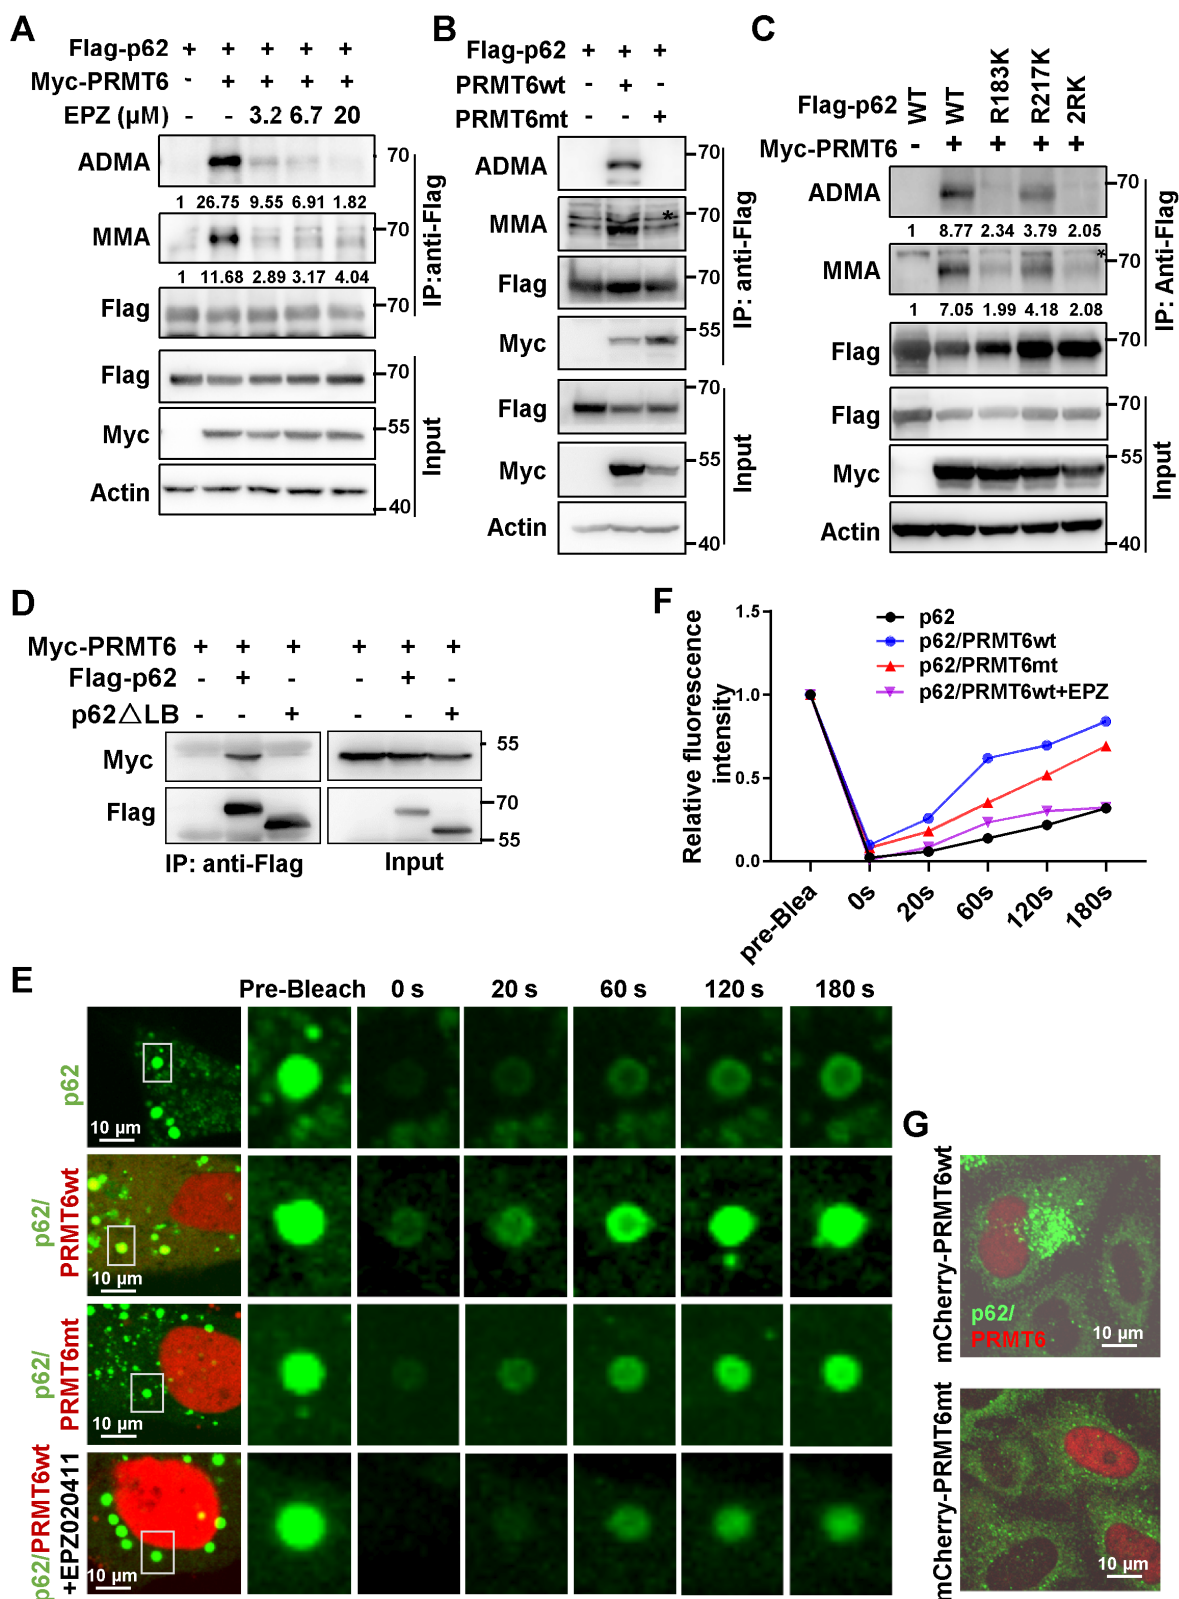 A
Flag-p62 + + + + +
Myc-PRMT6 - + + + +
EPZ (μM) - - 3.2 6.7 20
ADMA 70
1 26.75 9.55 6.91 1.82
MMA 70
1 11.68 2.89 3.17 4.04
Flag 70
IP:anti-Flag
Flag 70
Myc 55
Actin 40
Input
B
Flag-p62 + + +
PRMT6wt - + -
PRMT6mt - - +
ADMA 70
MMA * 70
Flag 70
Myc 55
IP: anti-Flag
Flag 70
Myc 55
Actin 40
Input
C
Flag-p62 WT WT R183K R217K 2RK
Myc-PRMT6 - + + + +
ADMA 70
1 8.77 2.34 3.79 2.05
MMA * 70
1 7.05 1.99 4.18 2.08
Flag 70
IP: Anti-Flag
Flag 70
Myc 55
Actin 40
Input
D
Myc-PRMT6 + + + + + +
Flag-p62 - + - - + -
p62△LB - - + - - +
Myc 55
Flag 70
55
IP: anti-Flag Input
F
Relative fluorescence
intensity
1.5
1.0
0.5
0.0
p62
p62/PRMT6wt
p62/PRMT6mt
p62/PRMT6wt+EPZ
pre-Blea 0s 20s 60s 120s 180s
E
Pre-Bleach 0 s 20 s 60 s 120 s 180 s
p62
10 μm
p62/
PRMT6wt
10 μm
p62/
PRMT6mt
10 μm
p62/PRMT6wt
+EPZ020411
10 μm
G
mCherry-PRMT6wt
p62/
PRMT6
10 μm
mCherry-PRMT6mt
10 μm